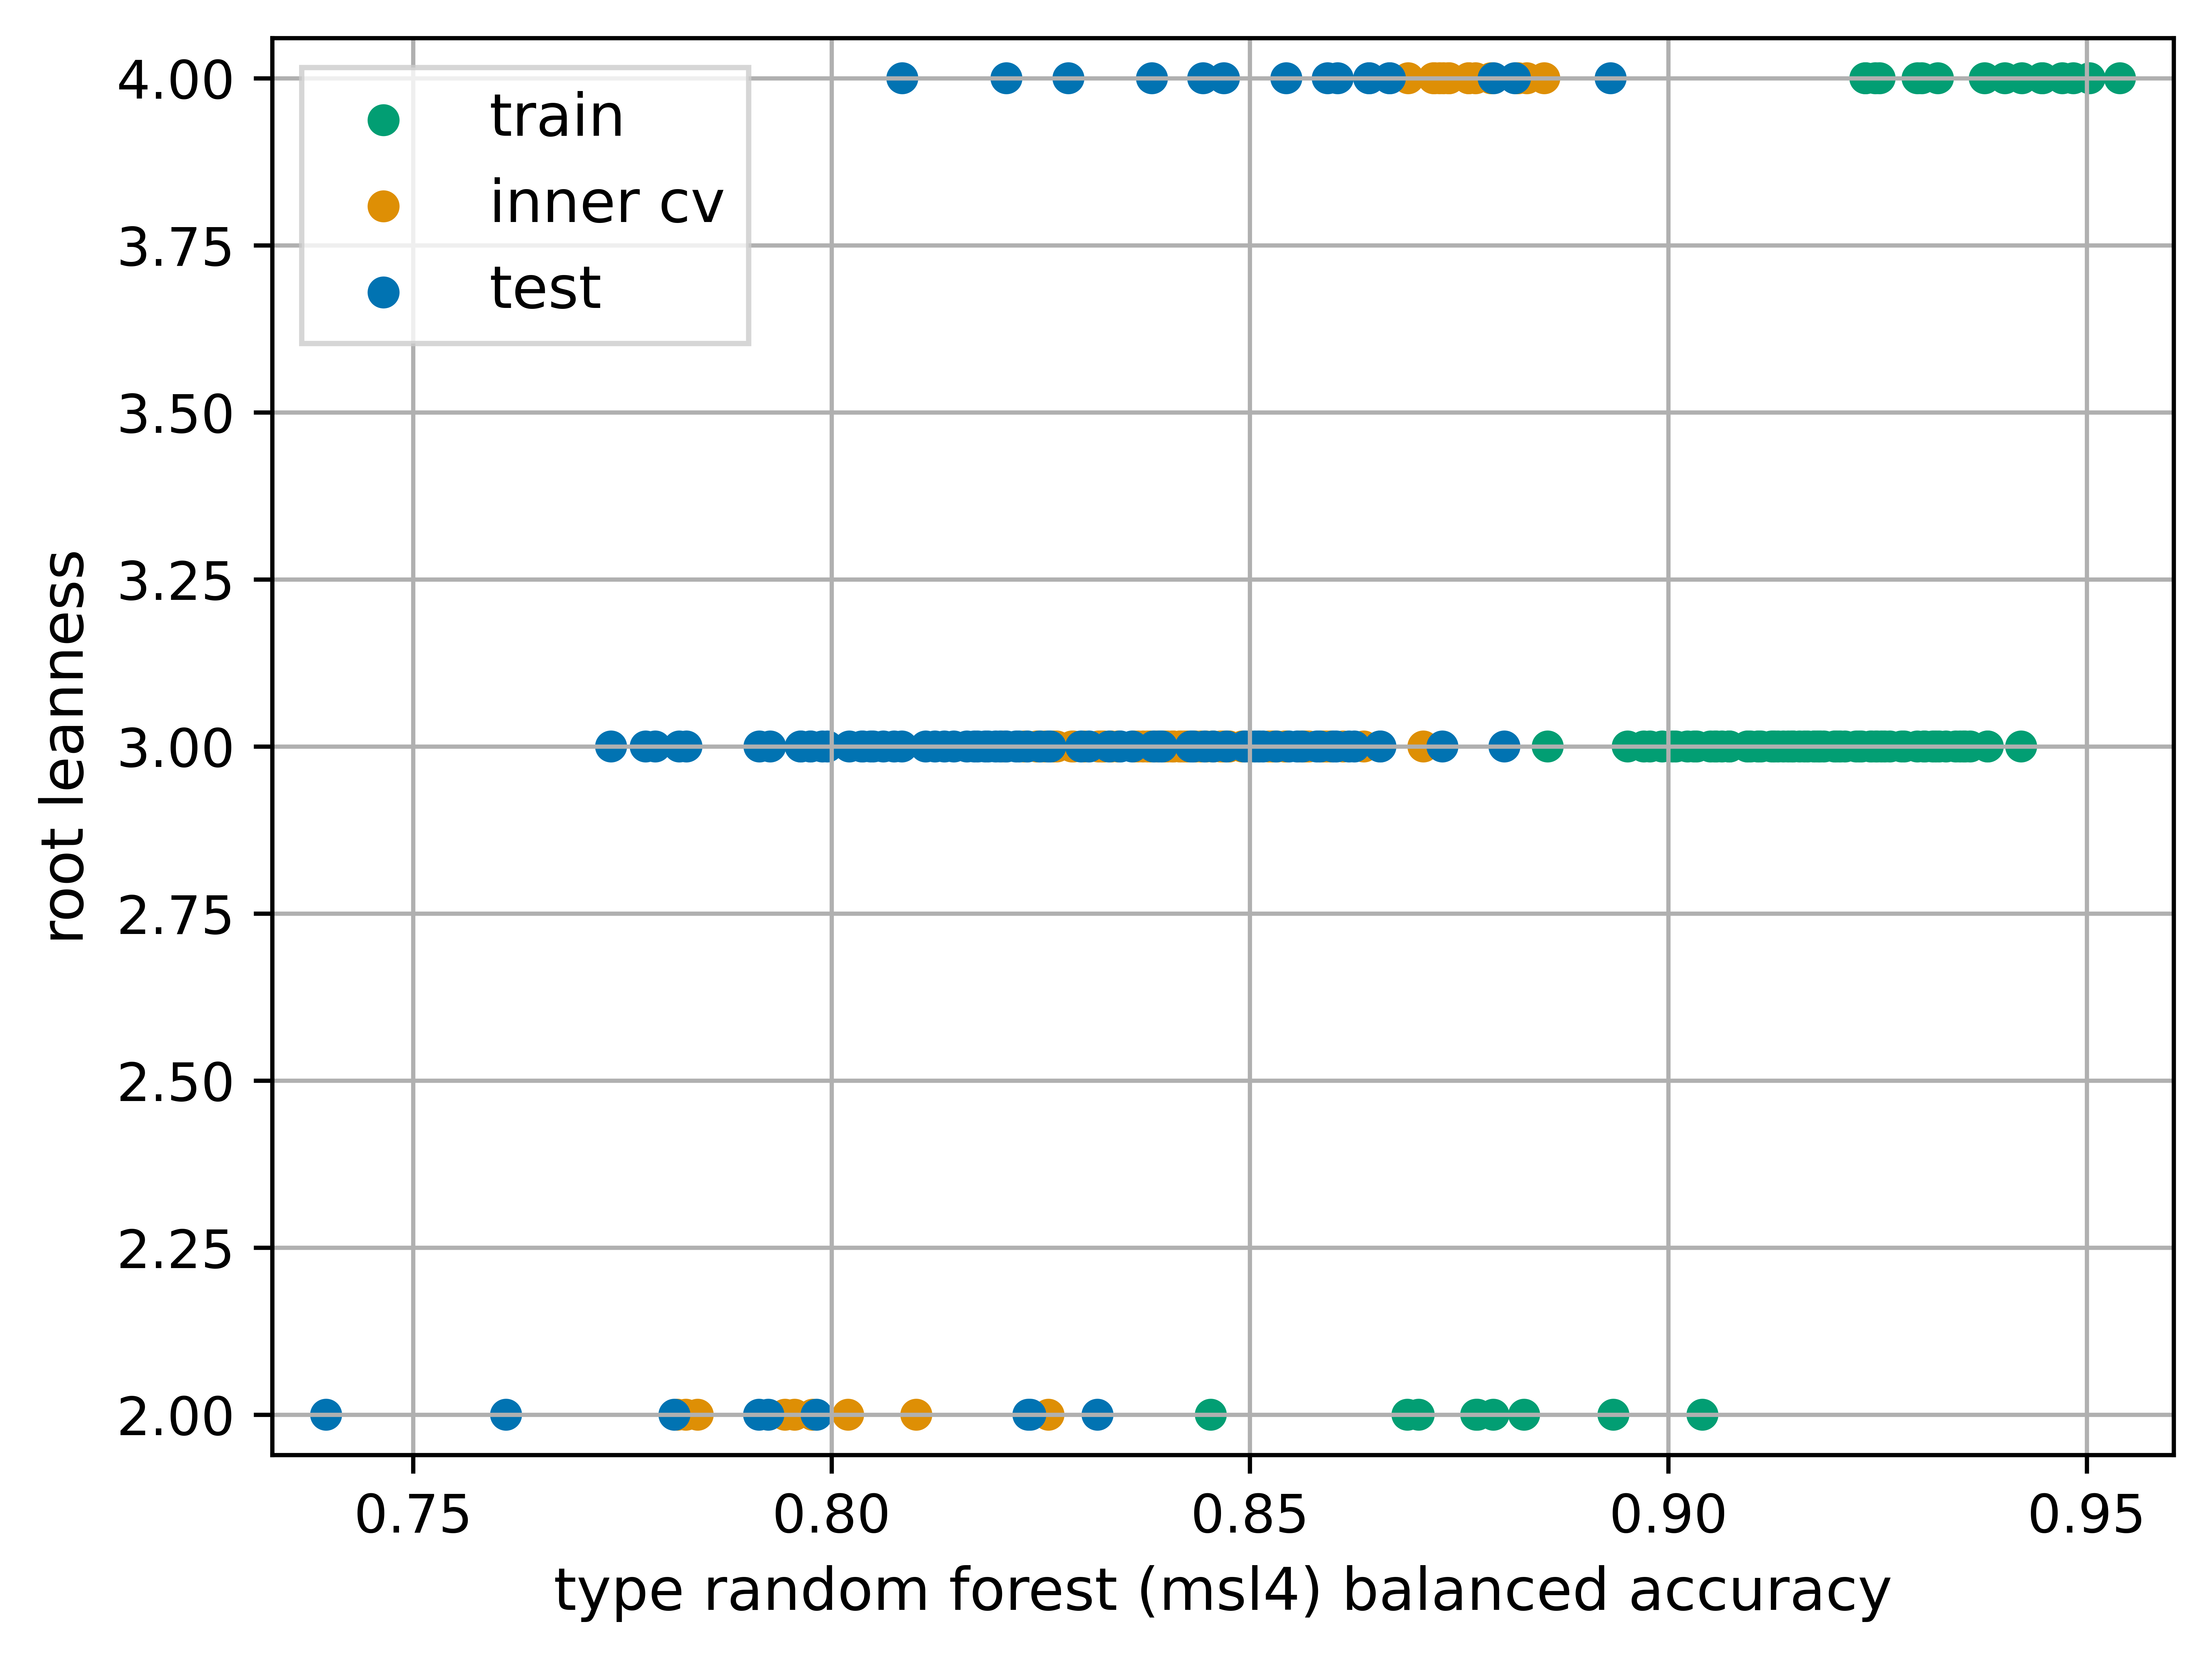 train
inner cv
test
4.00
3.75
3.50
3.25
3.00
2.75
2.50
2.25
2.00
root leanness
0.75 0.80 0.85 0.90 0.95
type random forest (msl4) balanced accuracy